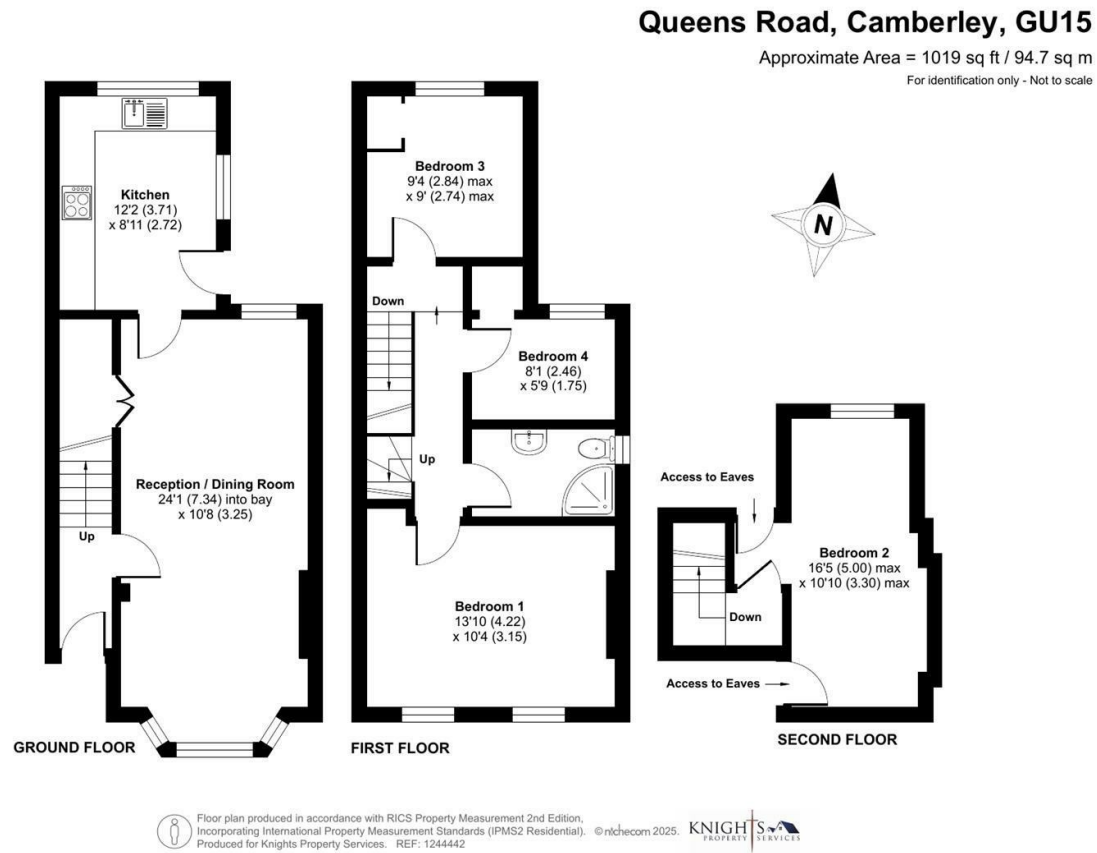 Queens Road, Camberley, GU15
Approximate Area = 1019 sq ft / 94.7 sq m
For identification only - Not to scale
Kitchen
12'2 (3.71)
x 8'11 (2.72)
Reception / Dining Room
24'1 (7.34) into bay
x 10'8 (3.25)
Up
GROUND FLOOR
Bedroom 3
9'4 (2.84) max
x 9' (2.74) max
Down
Bedroom 4
8'1 (2.46)
x 5'9 (1.75)
Up
Bedroom 1
13'10 (4.22)
x 10'4 (3.15)
FIRST FLOOR
N
Access to Eaves
Bedroom 2
16'5 (5.00) max
x 10'10 (3.30) max
Down
Access to Eaves
SECOND FLOOR
Floor plan produced in accordance with RICS Property Measurement 2nd Edition,
Incorporating International Property Measurement Standards (IPMS2 Residential). © nichecom 2025.
Produced for Knights Property Services. REF: 1244442
KNIGHTS
PROPERTY SERVICES